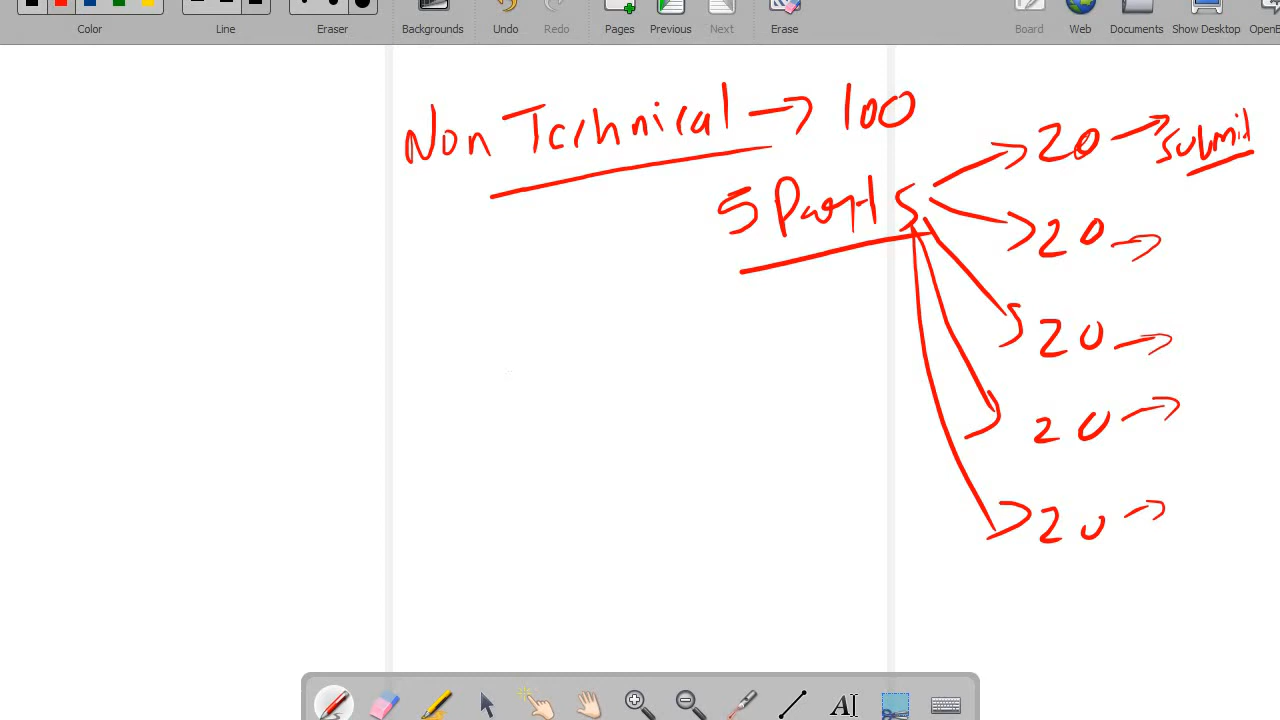 Color
Line
Eraser
Backgrounds
Undo
Redo
Pages
Previous
Next
Erase
Board
Web
Documents
Show Desktop
OpenB
Non Technical → 100
5 Parts
20 → submit
20 →
20 →
20 →
20 →